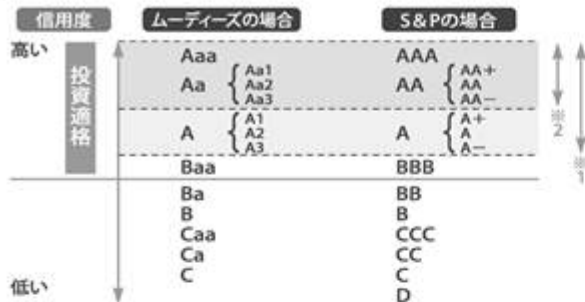 信用度 ムーディーズの場合 S&Pの場合
高い
投資適格
Aaa AAA
Aa Aa1 Aa2 Aa3 AA AA+ AA AA−
A A1 A2 A3 A A+ A A−
Baa BBB
※2
※1
Ba BB
B B
Caa CCC
Ca CC
C C
低い D